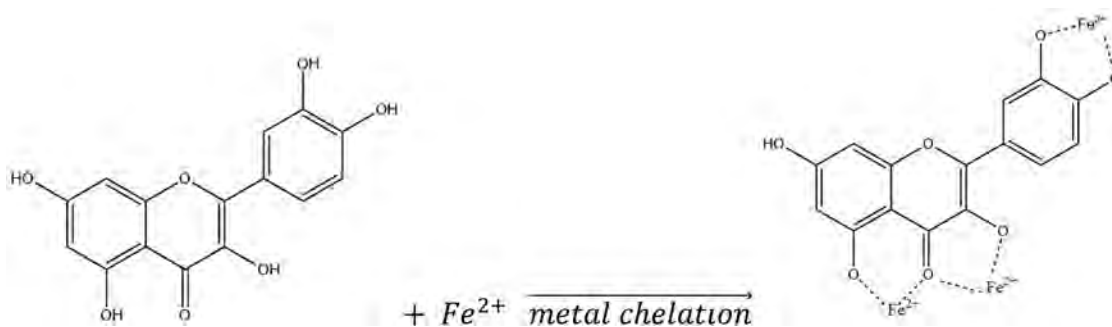 OH
OH
HO
O
OH
OH
O
+ Fe²⁺ metal chelation
O
Fe²⁺
O
HO
O
O
O
O
Fe²⁺
Fe²⁺